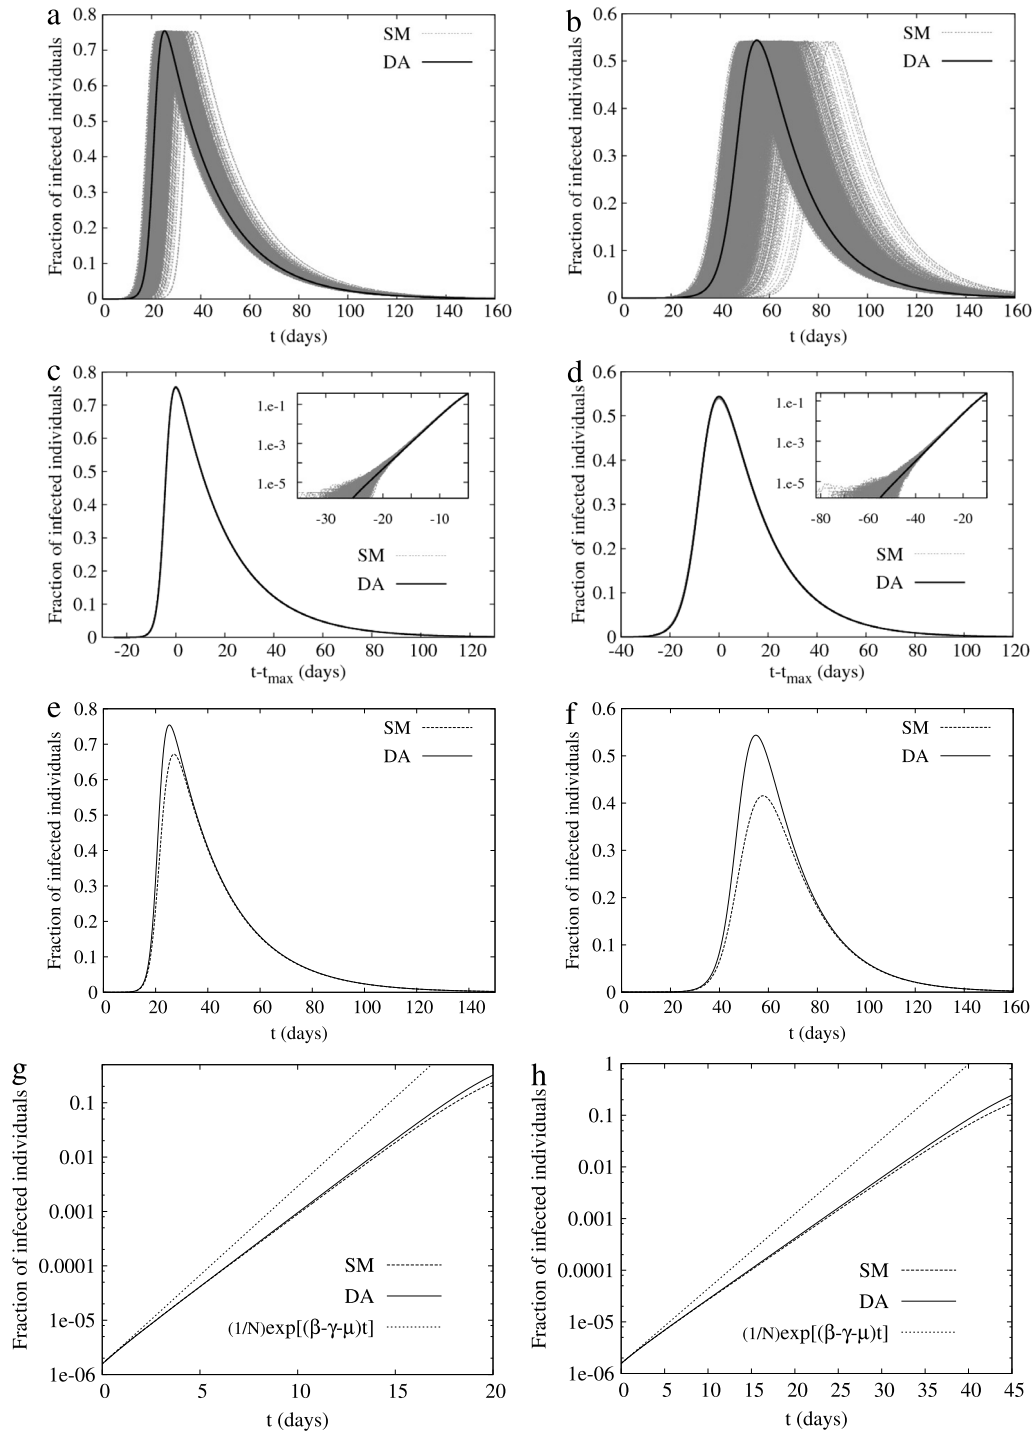 a
Fraction of infected individuals
0.8
0.7
0.6
0.5
0.4
0.3
0.2
0.1
0
SM
DA
0 20 40 60 80 100 120 140 160
t (days)
b
Fraction of infected individuals
0.6
0.5
0.4
0.3
0.2
0.1
0
SM
DA
0 20 40 60 80 100 120 140 160
t (days)
c
Fraction of infected individuals
0.8
0.7
0.6
0.5
0.4
0.3
0.2
0.1
0
1.e-1
1.e-3
1.e-5
-30 -20 -10
SM
DA
-20 0 20 40 60 80 100 120
t-tmax (days)
d
Fraction of infected individuals
0.6
0.5
0.4
0.3
0.2
0.1
0
1.e-1
1.e-3
1.e-5
-80 -60 -40 -20
SM
DA
-40 -20 0 20 40 60 80 100 120
t-tmax (days)
e
Fraction of infected individuals
0.8
0.7
0.6
0.5
0.4
0.3
0.2
0.1
0
SM
DA
0 20 40 60 80 100 120 140
t (days)
f
Fraction of infected individuals
0.6
0.5
0.4
0.3
0.2
0.1
0
SM
DA
0 20 40 60 80 100 120 140 160
t (days)
g
Fraction of infected individuals
0.1
0.01
0.001
0.0001
1e-05
1e-06
SM
DA
(1/N)exp[(β-γ-μ)t]
0 5 10 15 20
t (days)
h
Fraction of infected individuals
1
0.1
0.01
0.001
0.0001
1e-05
1e-06
SM
DA
(1/N)exp[(β-γ-μ)t]
0 5 10 15 20 25 30 35 40 45
t (days)